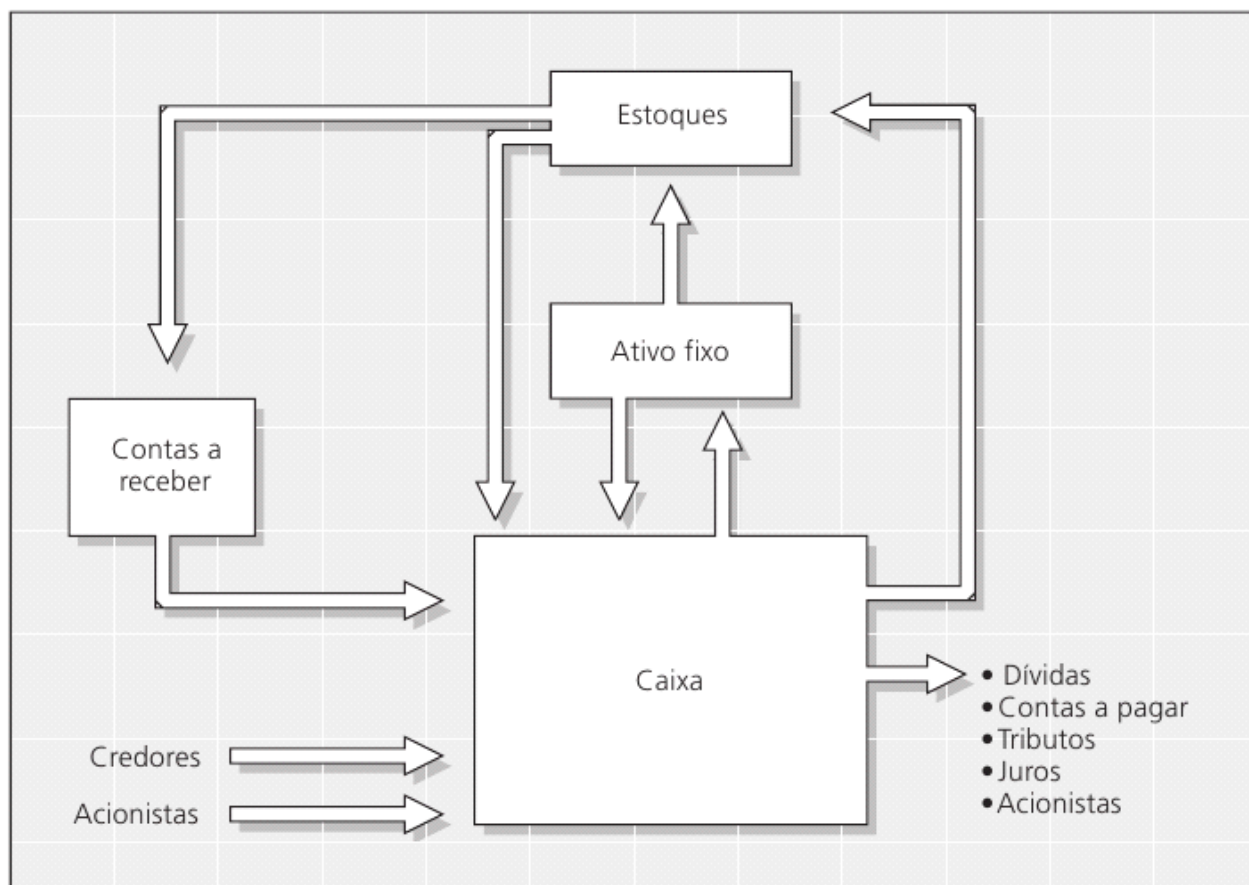 Estoques
Ativo fixo
Contas a
receber
Caixa
• Dívidas
• Contas a pagar
• Tributos
• Juros
• Acionistas
Credores
Acionistas